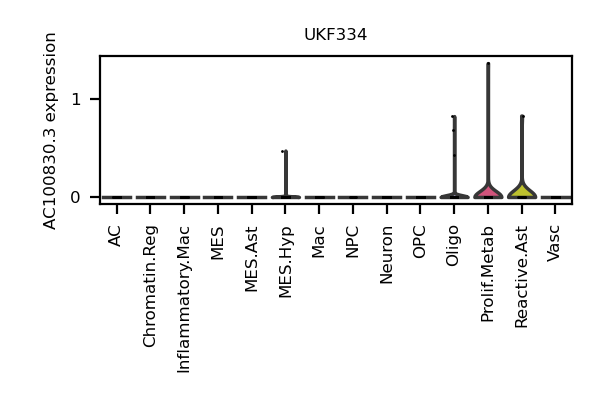 UKF334
AC100830.3 expression
1
0
AC
Chromatin.Reg
Inflammatory.Mac
MES
MES.Ast
MES.Hyp
Mac
NPC
Neuron
OPC
Oligo
Prolif.Metab
Reactive.Ast
Vasc